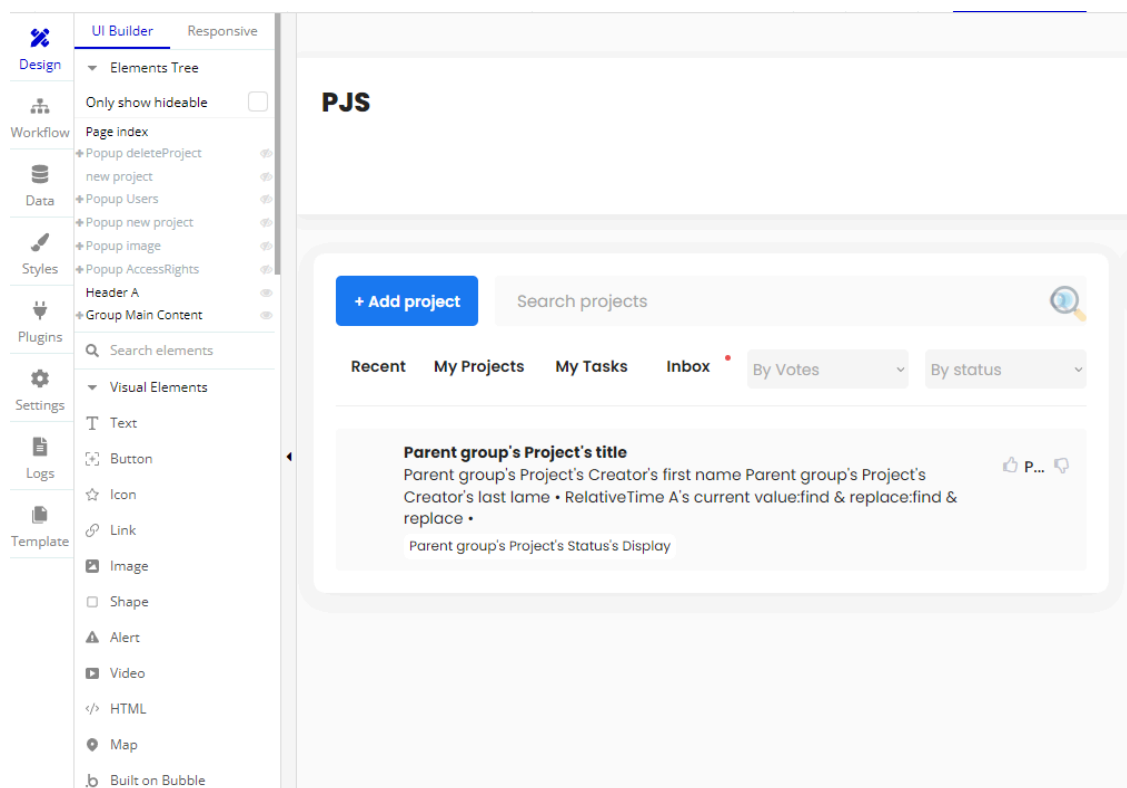 UI Builder
Responsive
Design
Elements Tree
Only show hideable
Workflow
Page index
Popup deleteProject
new project
Data
Popup Users
Popup new project
Popup image
Styles
Popup AccessRights
Header A
Group Main Content
Plugins
Search elements
Visual Elements
Settings
Text
Button
Logs
Icon
Link
Template
Image
Shape
Alert
Video
</> HTML
Map
Built on Bubble
PJS
+ Add project
Search projects
Recent
My Projects
My Tasks
Inbox
By Votes
By status
Parent group's Project's title
Parent group's Project's Creator's first name Parent group's Project's
Creator's last lame • RelativeTime A's current value:find & replace:find &
replace •
P...
Parent group's Project's Status's Display